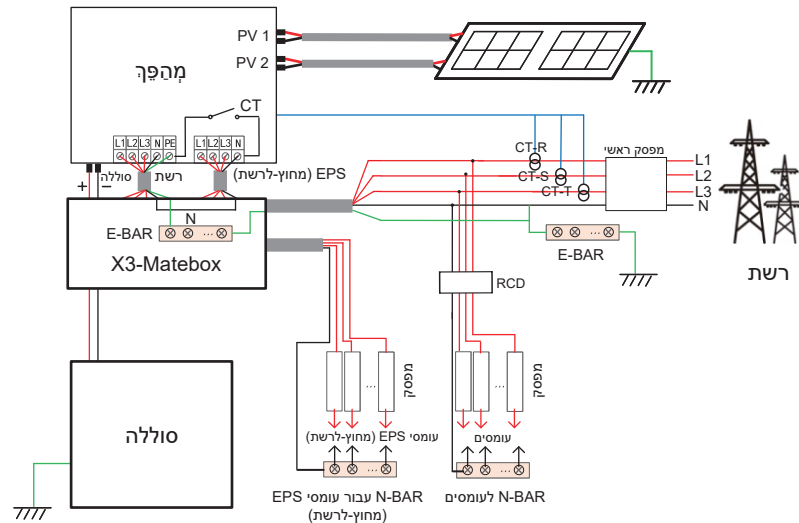 PV 1
PV 2
מְהַפֵּךְ
CT
L1 L2 L3 N PE
L1 L2 L3 N
+ סוללה − רשת
EPS (מחוץ-לרשת)
CT-R
CT-S
CT-T
מפסק ראשי
L1
L2
L3
N
N
E-BAR
X3-Matebox
E-BAR
רשת
RCD
מפסק
...
מפסק
...
עומסי EPS (מחוץ-לרשת)
עומסים
...
...
סוללה
N-BAR עבור עומסי EPS
(מחוץ-לרשת)
N-BAR לעומסים